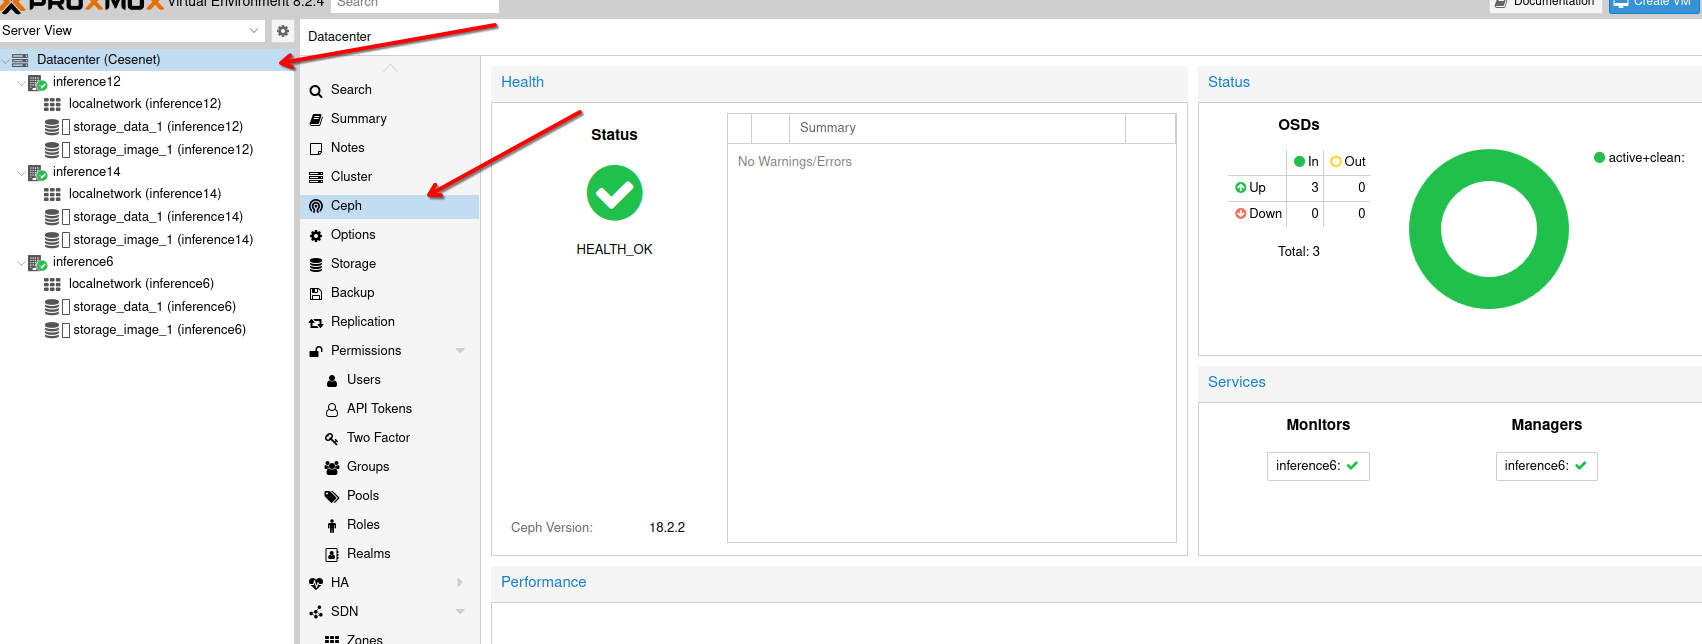 PROXMOX Virtual Environment 8.2.4 Search Documentation Create VM
Server View
Datacenter
Datacenter (Cesenet)
inference12
localnetwork (inference12)
storage_data_1 (inference12)
storage_image_1 (inference12)
inference14
localnetwork (inference14)
storage_data_1 (inference14)
storage_image_1 (inference14)
inference6
localnetwork (inference6)
storage_data_1 (inference6)
storage_image_1 (inference6)
Search
Summary
Notes
Cluster
Ceph
Options
Storage
Backup
Replication
Permissions
Users
API Tokens
Two Factor
Groups
Pools
Roles
Realms
HA
SDN
Zones
Health
Status
HEALTH_OK
Summary
No Warnings/Errors
Ceph Version: 18.2.2
Status
OSDs
In Out
Up 3 0
Down 0 0
Total: 3
active+clean:
Services
Monitors
inference6:
Managers
inference6:
Performance